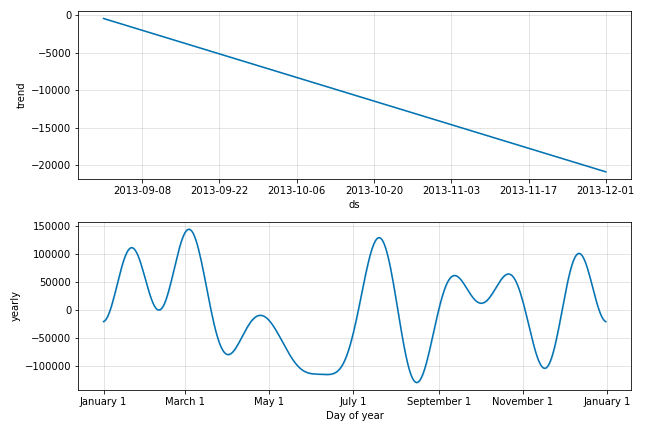 0
−5000
−10000
−15000
−20000
trend
2013-09-08 2013-09-22 2013-10-06 2013-10-20 2013-11-03 2013-11-17 2013-12-01
ds
150000
100000
50000
0
−50000
−100000
yearly
January 1 March 1 May 1 July 1 September 1 November 1 January 1
Day of year